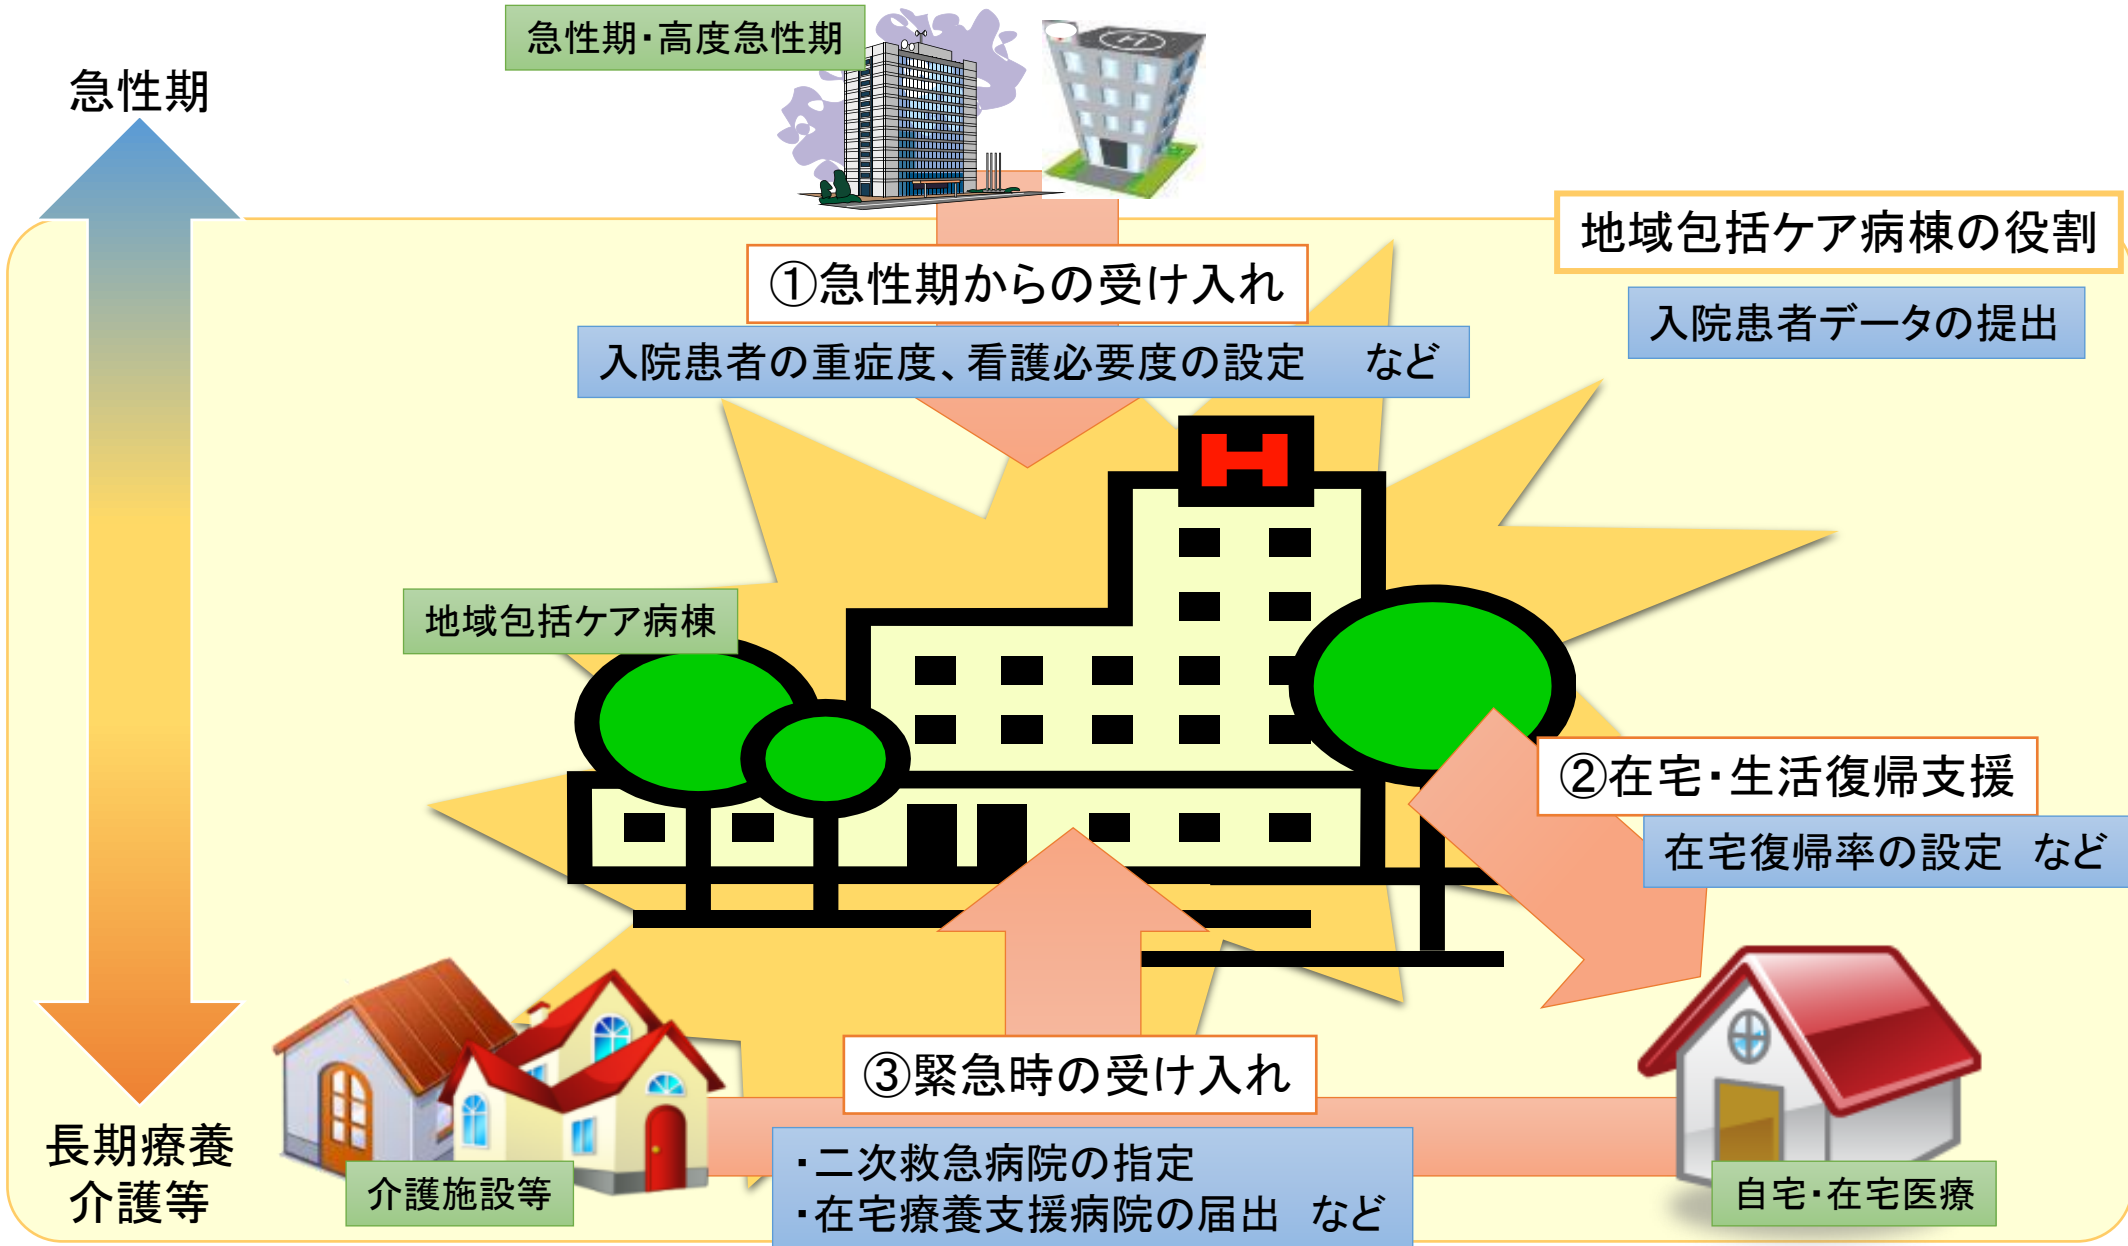 急性期・高度急性期
急性期
地域包括ケア病棟の役割
①急性期からの受け入れ
入院患者データの提出
入院患者の重症度、看護必要度の設定　など
H
H
地域包括ケア病棟
②在宅・生活復帰支援
在宅復帰率の設定　など
③緊急時の受け入れ
・二次救急病院の指定
・在宅療養支援病院の届出　など
長期療養
介護等
介護施設等
自宅・在宅医療